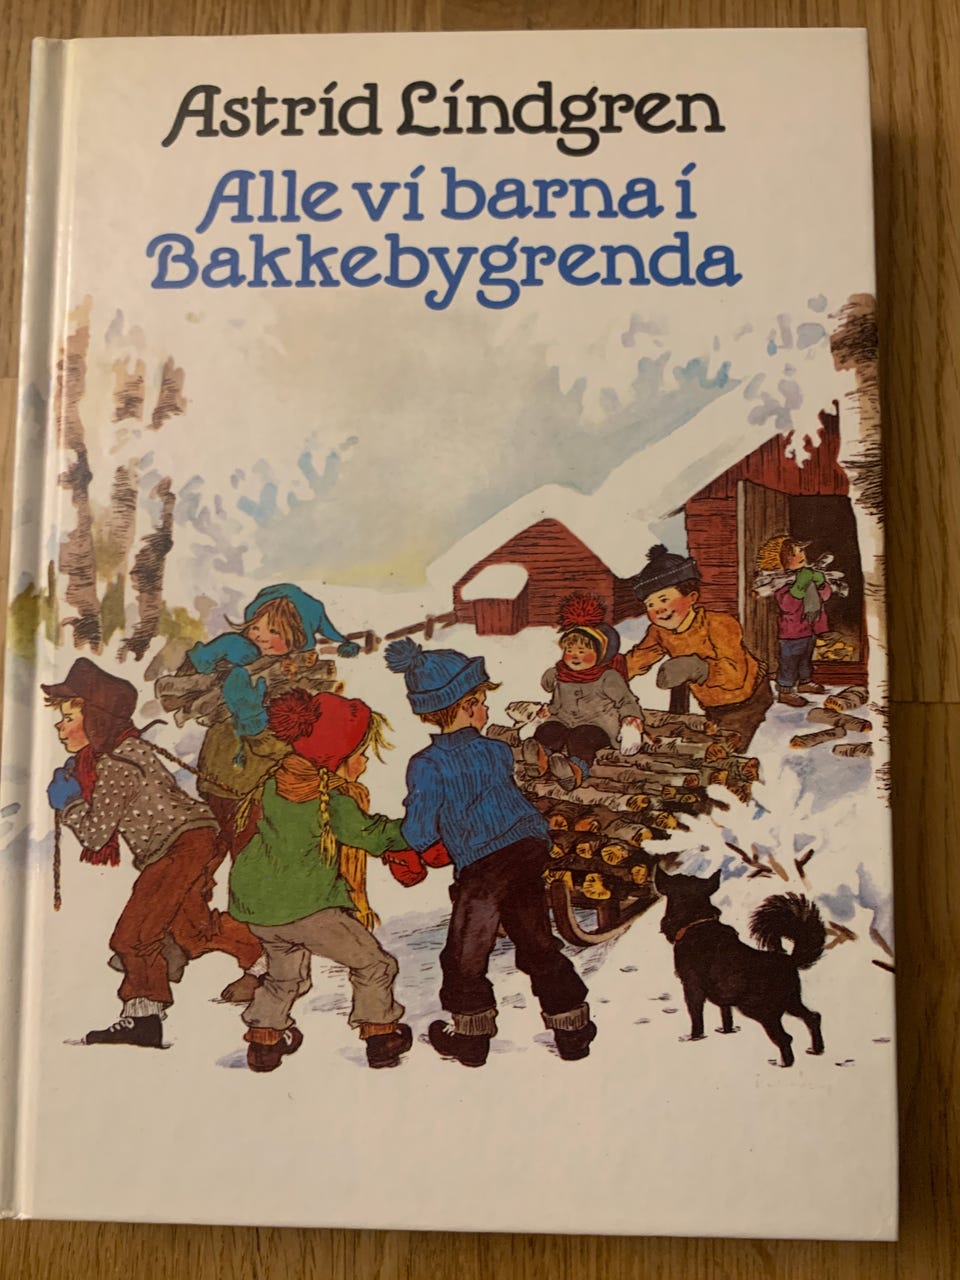 Astrid Lindgren
Alle vi barna i
Bakkebygrenda